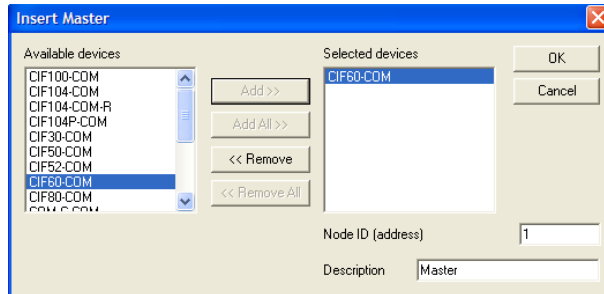 Insert Master
Available devices
CIF100-COM
CIF104-COM
CIF104-COM-R
CIF104P-COM
CIF30-COM
CIF50-COM
CIF52-COM
CIF60-COM
CIF80-COM
COM-C-COM
Add >>
Add All >>
<< Remove
<< Remove All
Selected devices
CIF60-COM
OK
Cancel
Node ID (address)
1
Description
Master